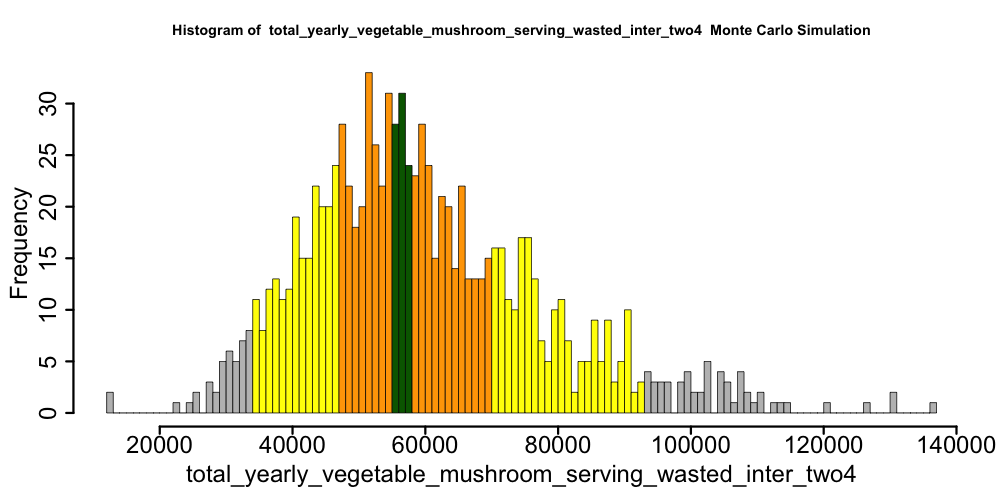 Histogram of  total_yearly_vegetable_mushroom_serving_wasted_inter_two4  Monte Carlo Simulation
Frequency
30
25
20
15
10
5
0
20000 40000 60000 80000 100000 120000 140000
total_yearly_vegetable_mushroom_serving_wasted_inter_two4